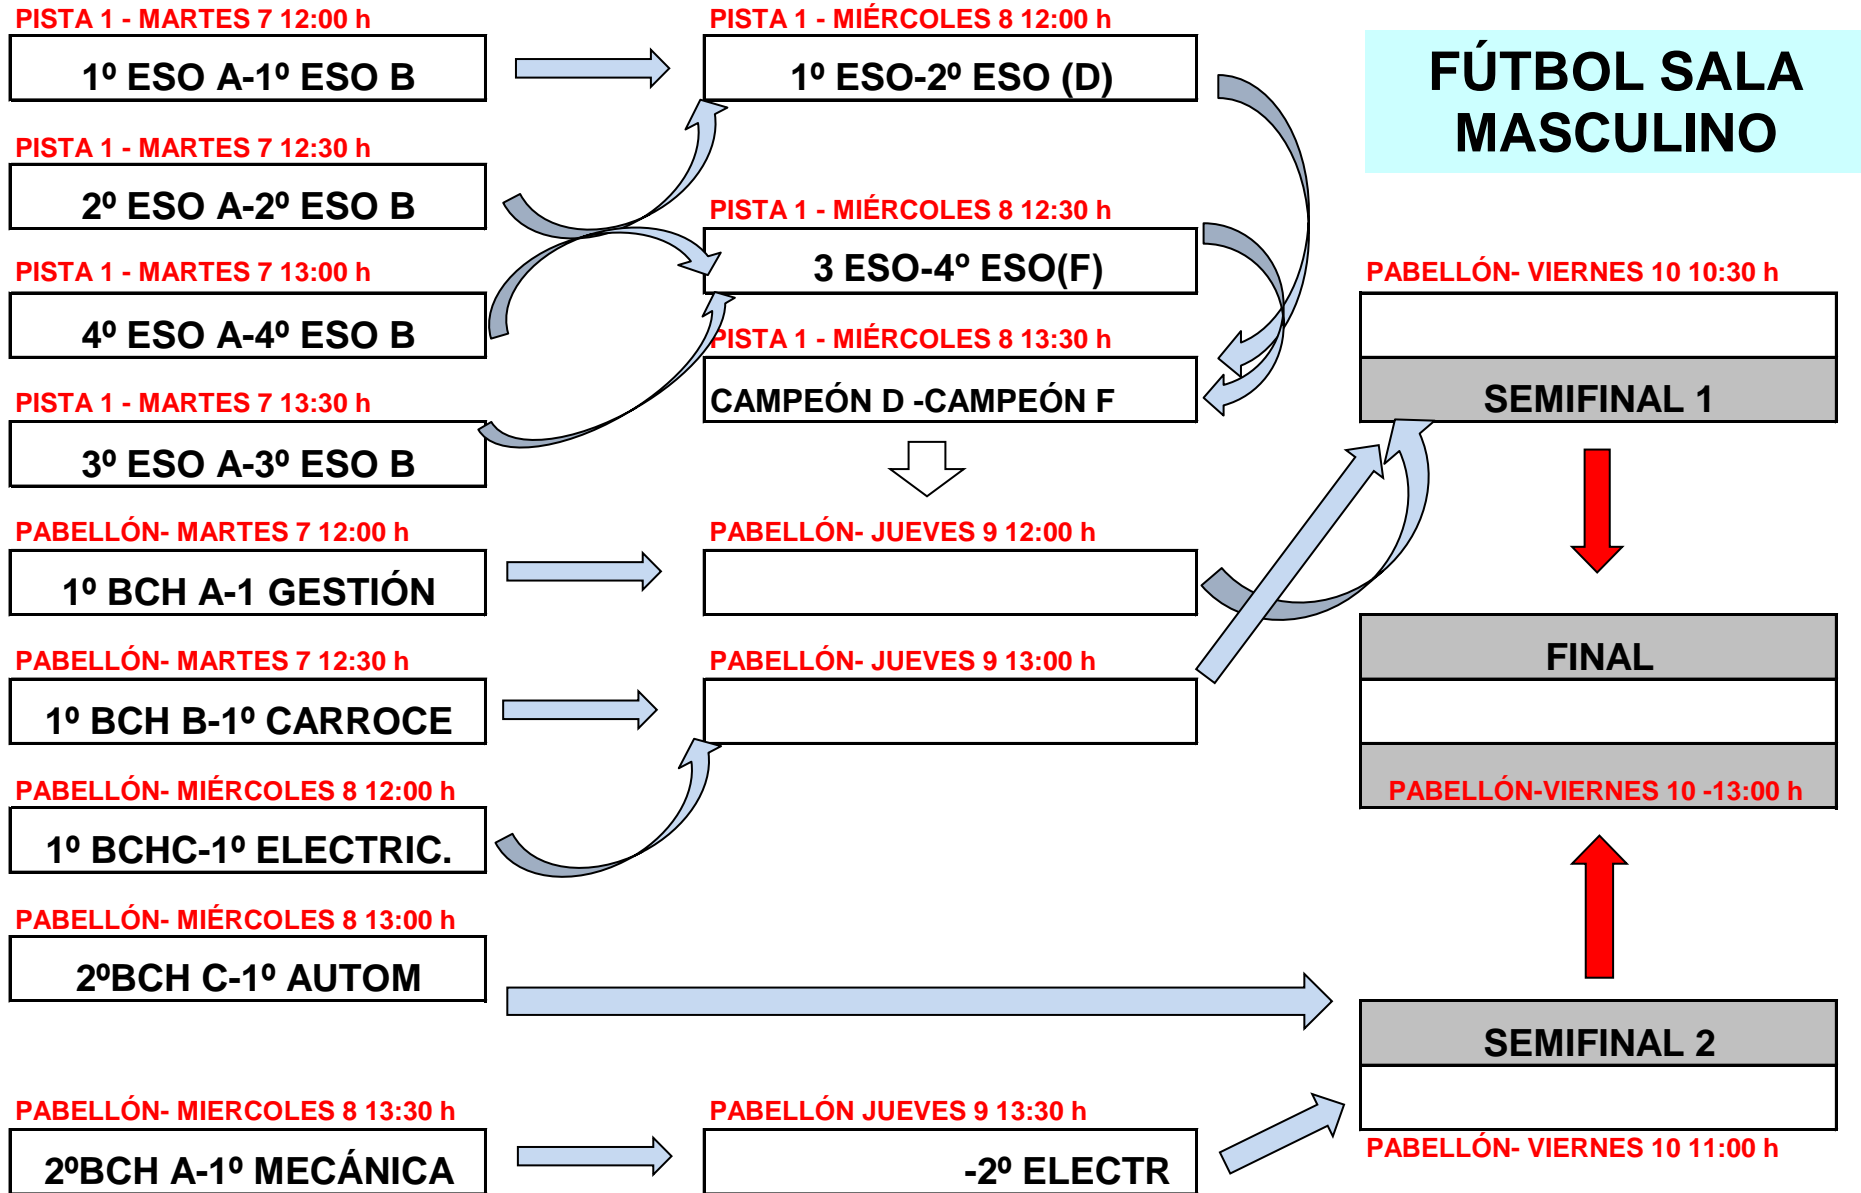 PISTA 1 - MARTES 7 12:00 h
1º ESO A-1º ESO B
PISTA 1 - MARTES 7 12:30 h
2º ESO A-2º ESO B
PISTA 1 - MARTES 7 13:00 h
4º ESO A-4º ESO B
PISTA 1 - MARTES 7 13:30 h
3º ESO A-3º ESO B
PABELLÓN- MARTES 7 12:00 h
1º BCH A-1 GESTIÓN
PABELLÓN- MARTES 7 12:30 h
1º BCH B-1º CARROCE
PABELLÓN- MIÉRCOLES 8 12:00 h
1º BCHC-1º ELECTRIC.
PABELLÓN- MIÉRCOLES 8 13:00 h
2ºBCH C-1º AUTOM
PABELLÓN- MIERCOLES 8 13:30 h
2ºBCH A-1º MECÁNICA
PISTA 1 - MIÉRCOLES 8 12:00 h
1º ESO-2º ESO (D)
PISTA 1 - MIÉRCOLES 8 12:30 h
3 ESO-4º ESO(F)
PISTA 1 - MIÉRCOLES 8 13:30 h
CAMPEÓN D -CAMPEÓN F
PABELLÓN- JUEVES 9 12:00 h
PABELLÓN- JUEVES 9 13:00 h
PABELLÓN JUEVES 9 13:30 h
-2º ELECTR
FÚTBOL SALA
MASCULINO
PABELLÓN- VIERNES 10 10:30 h
SEMIFINAL 1
FINAL
PABELLÓN-VIERNES 10 -13:00 h
SEMIFINAL 2
PABELLÓN- VIERNES 10 11:00 h